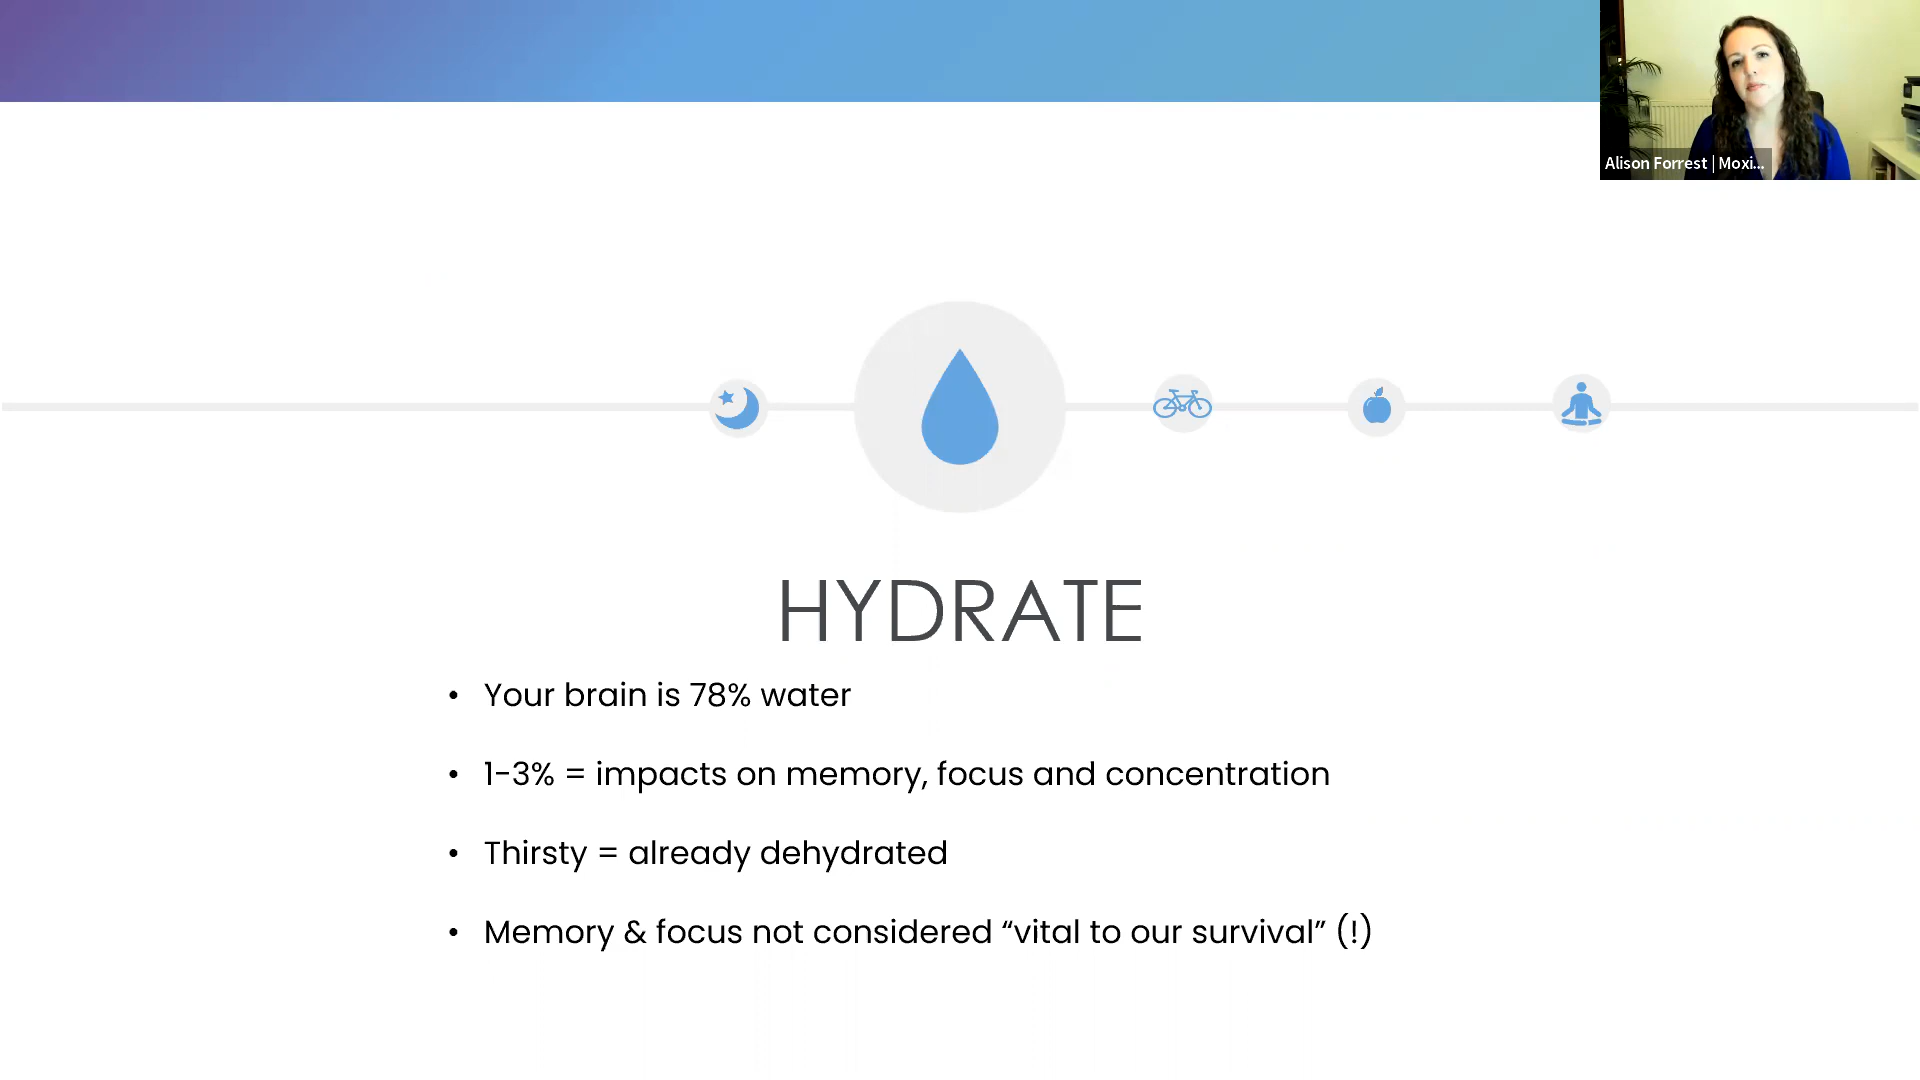 Alison Forrest | Moxi...
HYDRATE
• Your brain is 78% water
• 1-3% = impacts on memory, focus and concentration
• Thirsty = already dehydrated
• Memory & focus not considered “vital to our survival” (!)